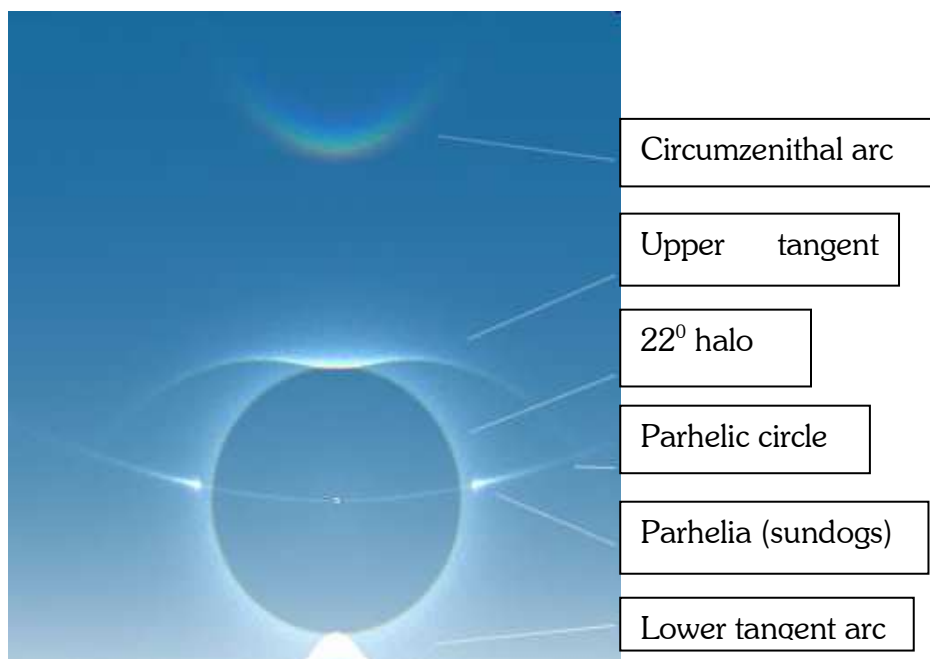 Circumzenithal arc
Upper tangent
22⁰ halo
Parhelic circle
Parhelia (sundogs)
Lower tangent arc